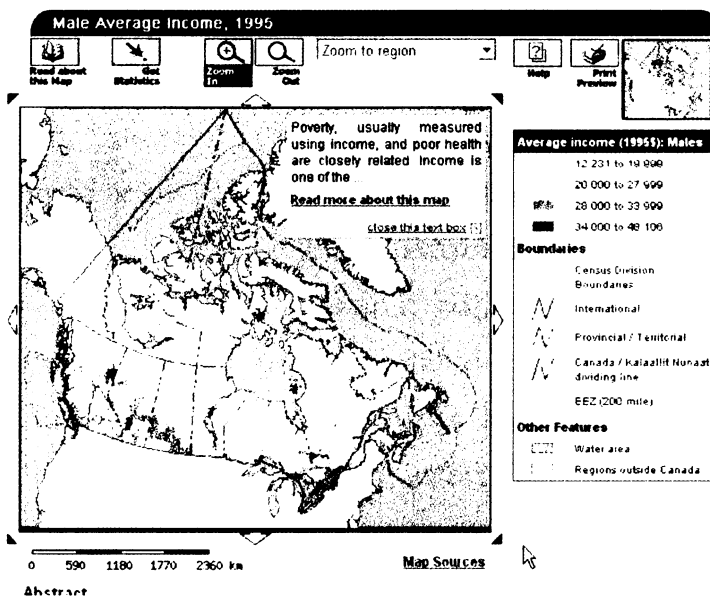 Male Average Income, 1995
Read about
this Map
Get
Statistics
Zoom
In
Zoom
Out
Zoom to region
Help
Print
Preview
Poverty, usually measured
using income, and poor health
are closely related Income is
one of the ...
Read more about this map
close this text box
Average income (1995$): Males
12 231 to 19 999
20 000 to 27 999
28 000 to 33 999
34 000 to 48 106
Boundaries
Census Division
Boundaries
International
Provincial / Territorial
Canada / Kalaallit Nunaat
dividing line
EEZ (200 mile)
Other Features
Water area
Regions outside Canada
0 590 1180 1770 2360 km
Map Sources
Abstract